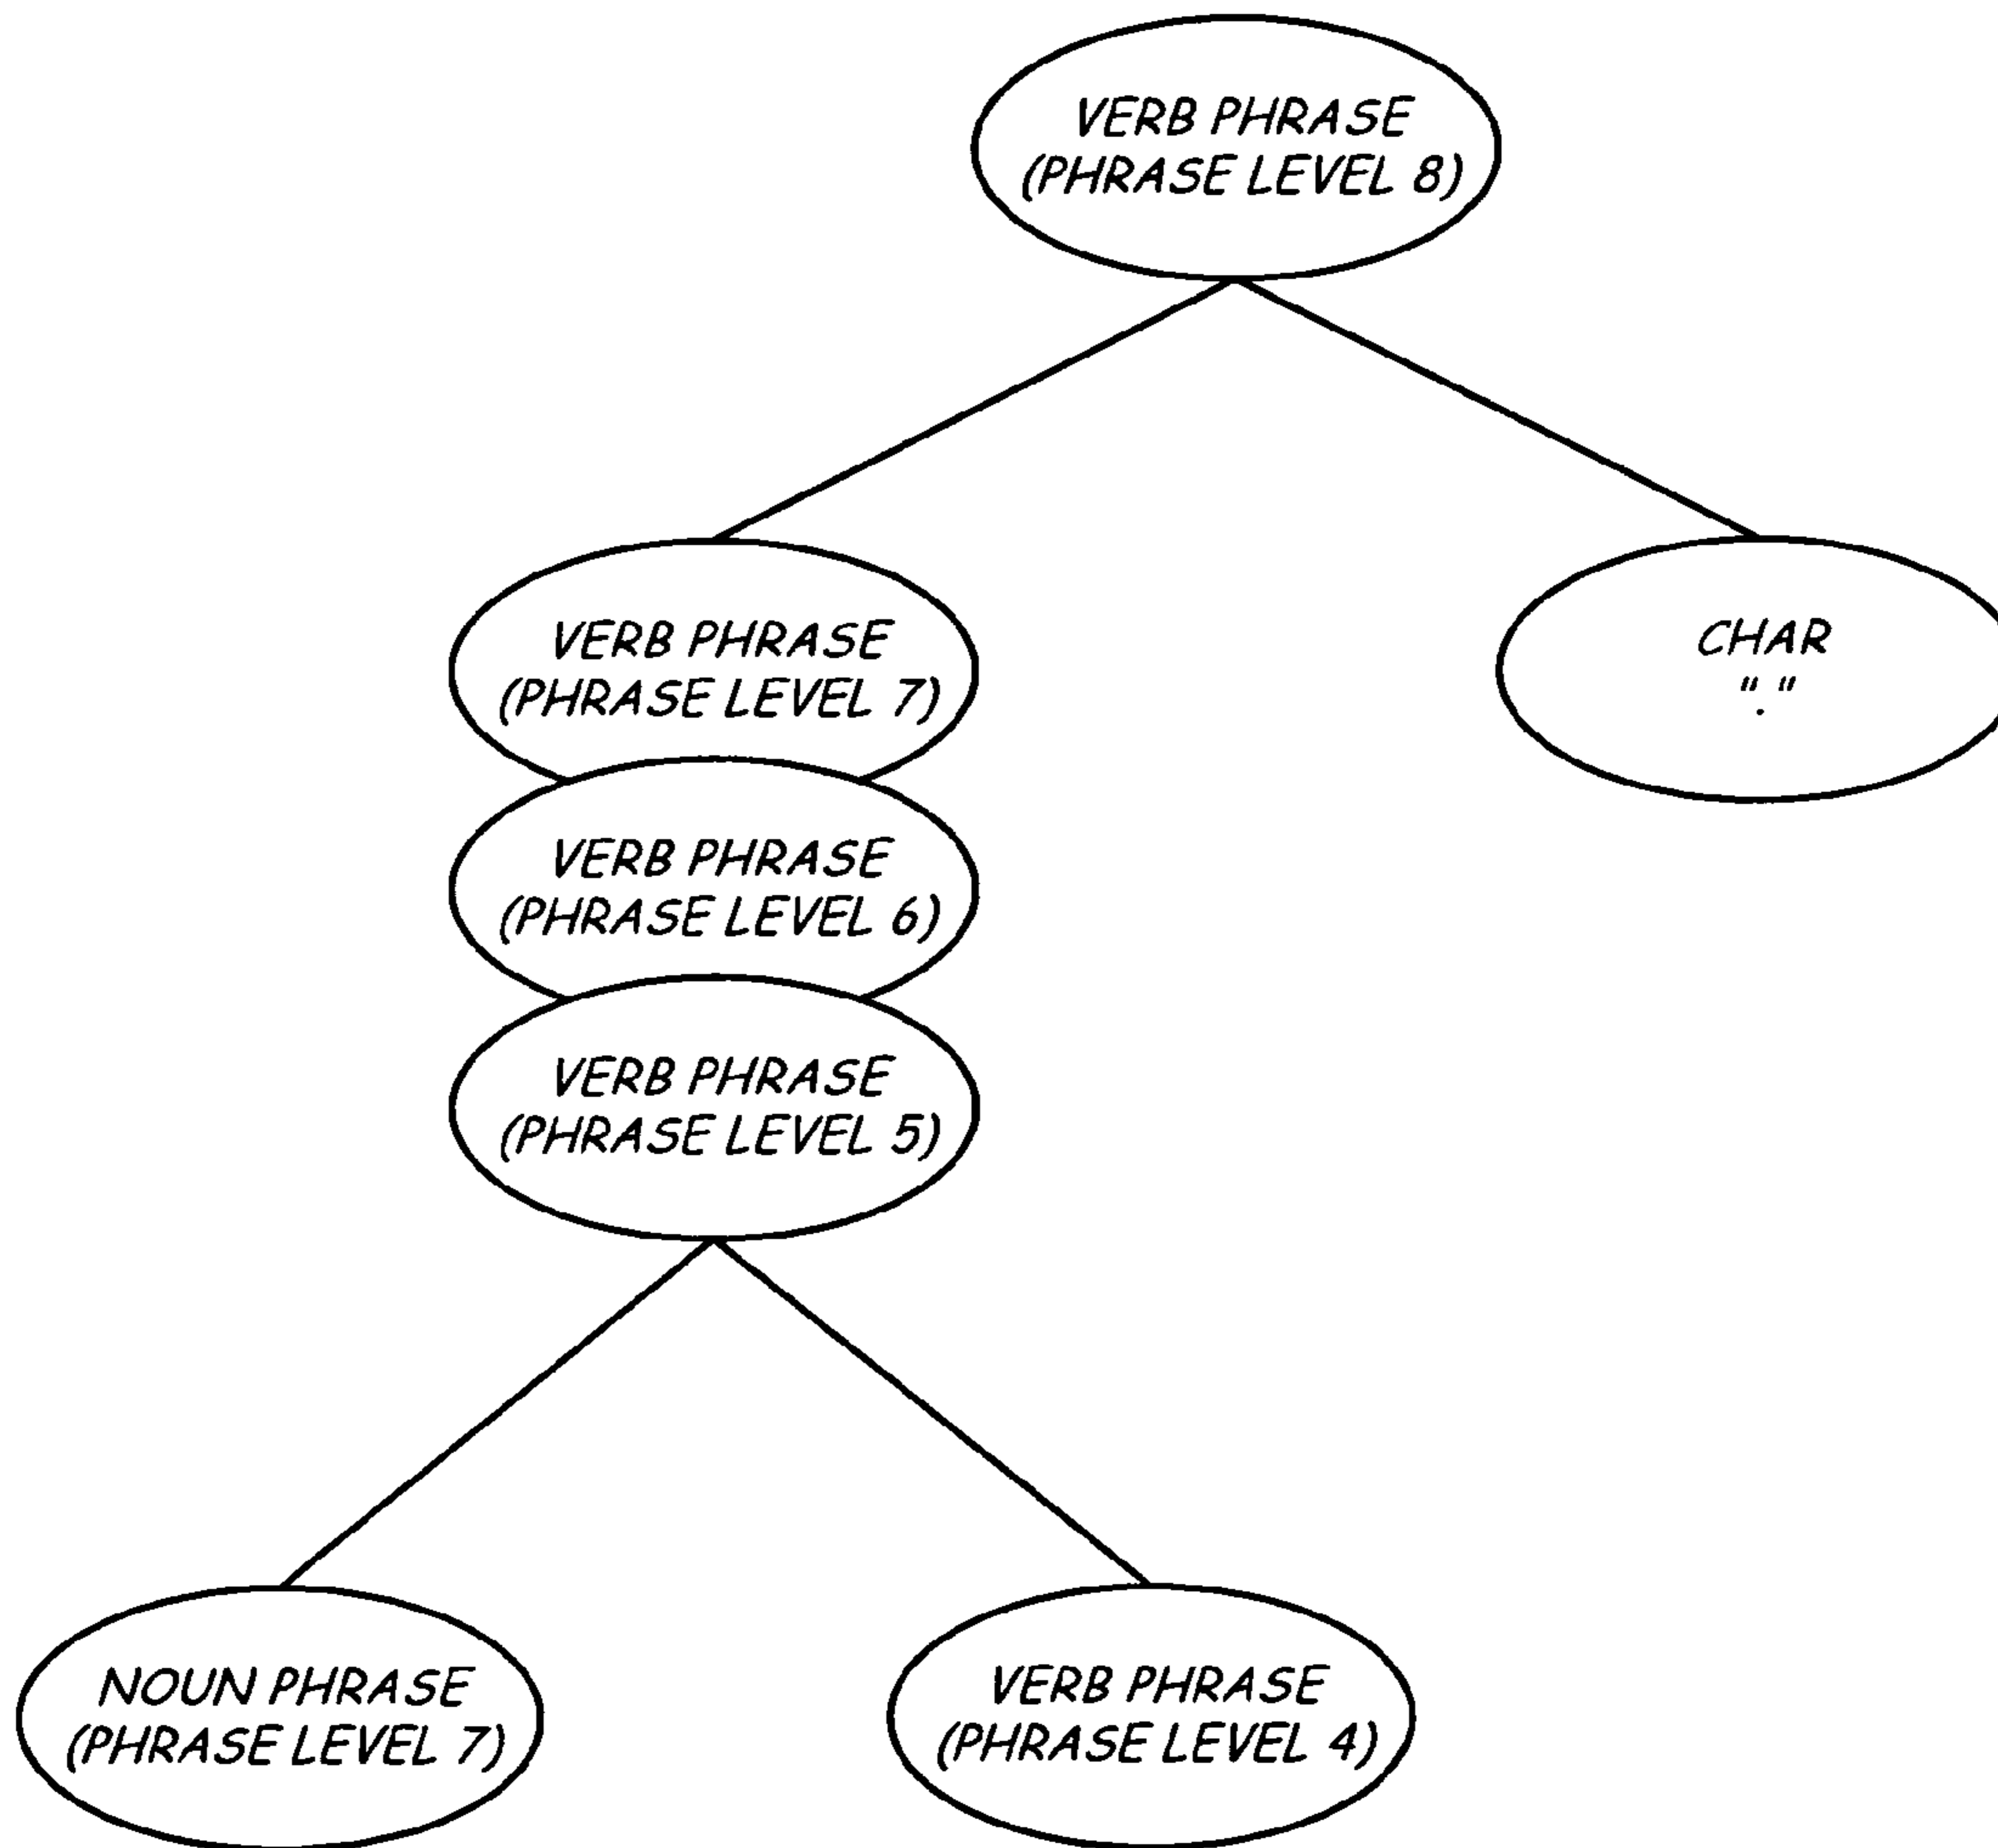 VERB PHRASE
(PHRASE LEVEL 8)
VERB PHRASE
(PHRASE LEVEL 7)
CHAR
"."
VERB PHRASE
(PHRASE LEVEL 6)
VERB PHRASE
(PHRASE LEVEL 5)
NOUN PHRASE
(PHRASE LEVEL 7)
VERB PHRASE
(PHRASE LEVEL 4)